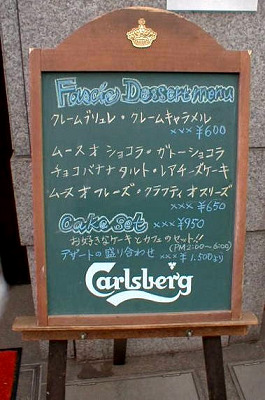 Fado Dessert menu
クレームブリュレ・クレームキャラメル
××× ¥600
ムースオショコラ・ガトーショコラ
チョコバナナタルト・レアチーズケーキ
ムースオフレーズ・クラフティオスリーズ
××× ¥650
Cake Set ××× ¥950
お好きなケーキとカフェのセット!!
(PM2:00〜6:00)
デザートの盛り合わせ ××× ¥1,500より
Carlsberg